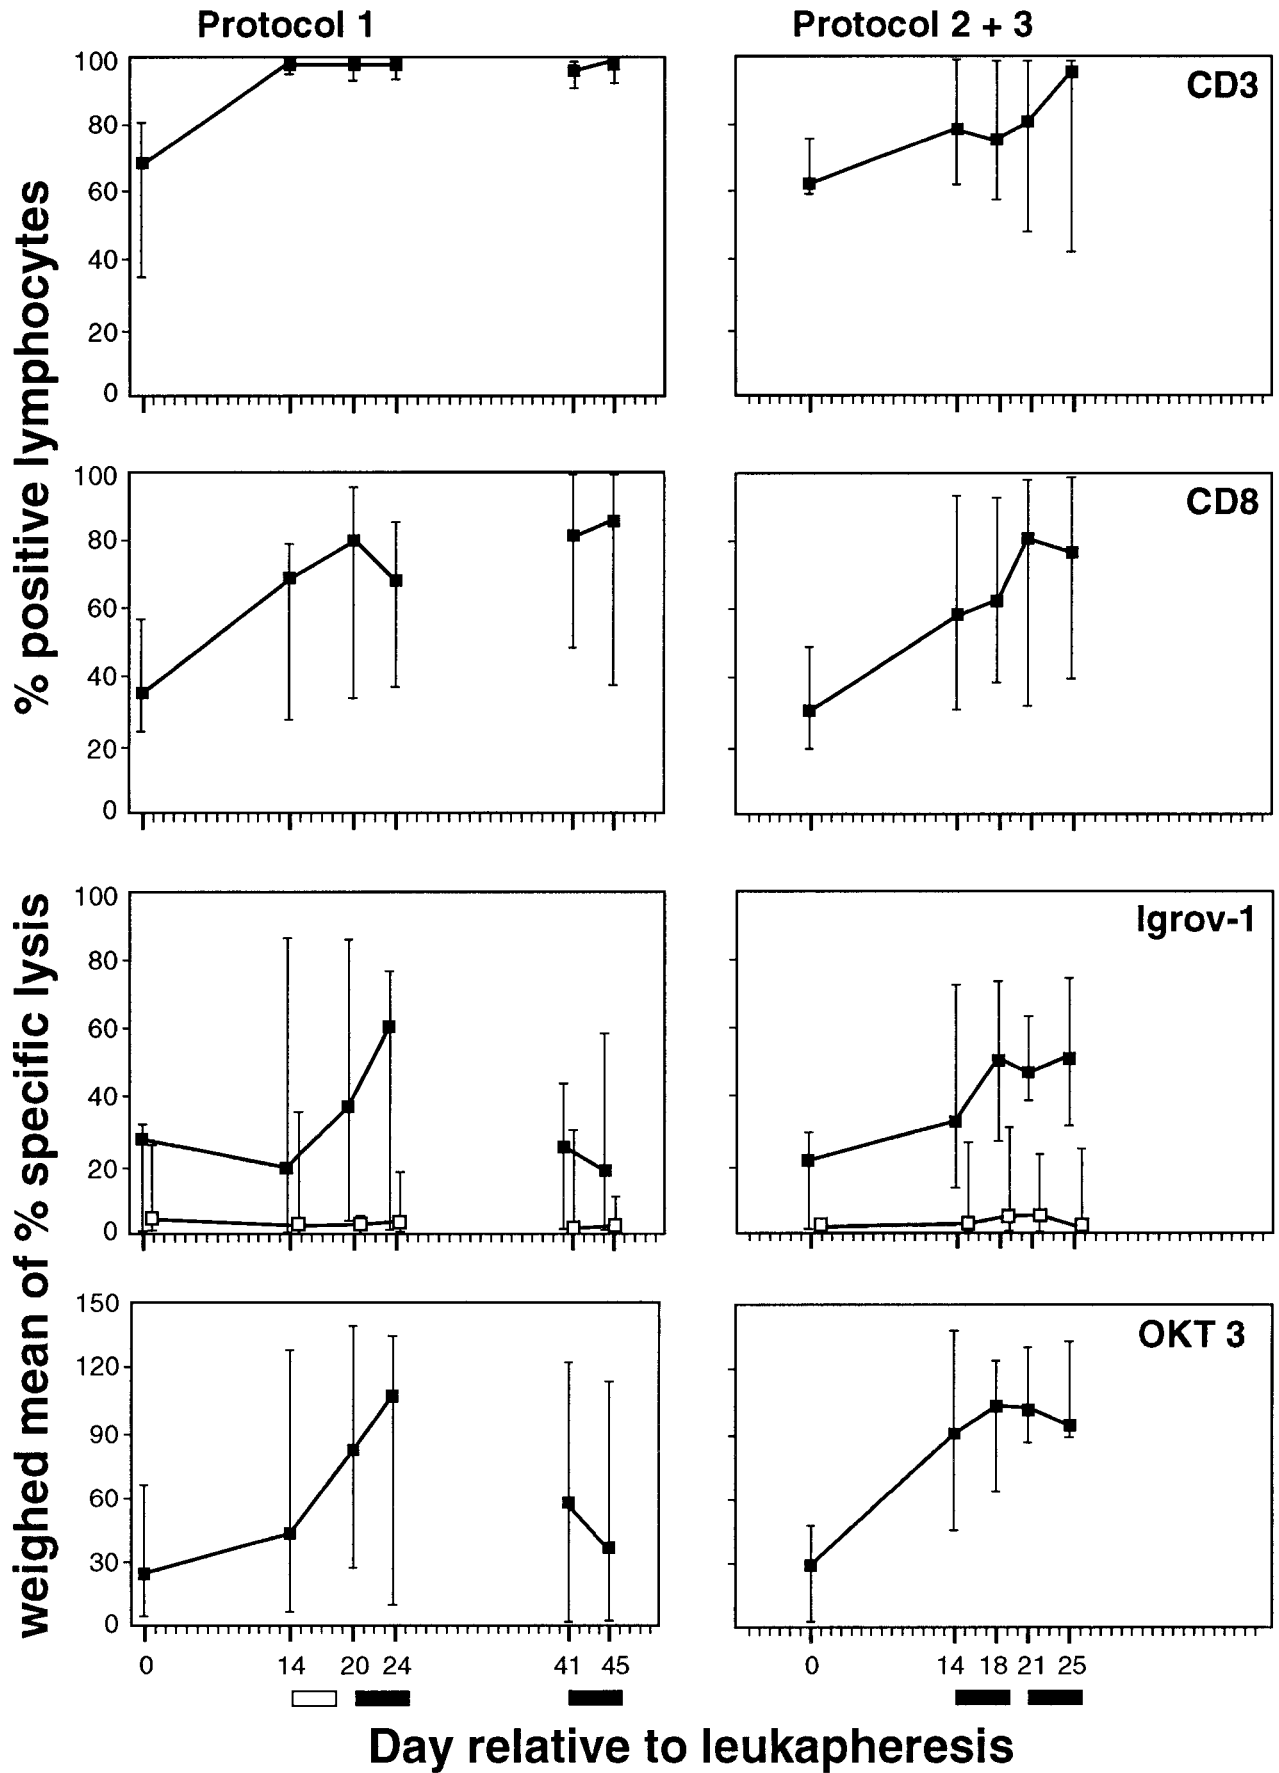 Protocol 1
Protocol 2 + 3
% positive lymphocytes
100
80
60
40
20
0
CD3
100
80
60
40
20
0
CD8
weighed mean of % specific lysis
100
80
60
40
20
0
Igrov-1
150
120
90
60
30
0
OKT 3
0 14 20 24 41 45
0 14 18 21 25
Day relative to leukapheresis